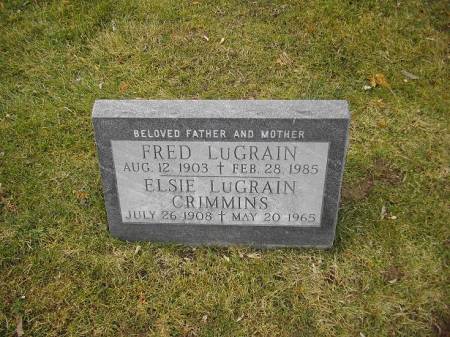 BELOVED FATHER AND MOTHER
FRED LuGRAIN
AUG. 12, 1903 † FEB. 28, 1985
ELSIE LuGRAIN
CRIMMINS
JULY 26 1908 † MAY 20 1965